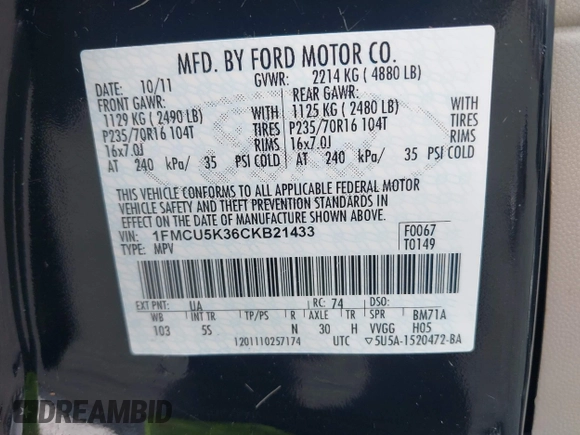 MFD. BY FORD MOTOR CO.
DATE: 10/11 GVWR: 2214 KG ( 4880 LB)
FRONT GAWR: REAR GAWR:
1129 KG ( 2490 LB) WITH 1125 KG ( 2480 LB) WITH
P235/70R16 104T TIRES P235/70R16 104T TIRES
16x7.0J RIMS 16x7.0J RIMS
AT 240 kPa/ 35 PSI COLD AT 240 kPa/ 35 PSI COLD
THIS VEHICLE CONFORMS TO ALL APPLICABLE FEDERAL MOTOR
VEHICLE SAFETY AND THEFT PREVENTION STANDARDS IN
EFFECT ON THE DATE OF MANUFACTURE SHOWN ABOVE.
VIN: 1FMCU5K36CKB21433 F0067
TYPE: MPV T0149
EXT PNT: UA RC: 74 DSO:
WB INT TR TP/PS R AXLE TR SPR BM71A
103 5S N 30 H VVGG H05
1201110257174 UTC ▽5U5A-1520472-BA
DREAMBID